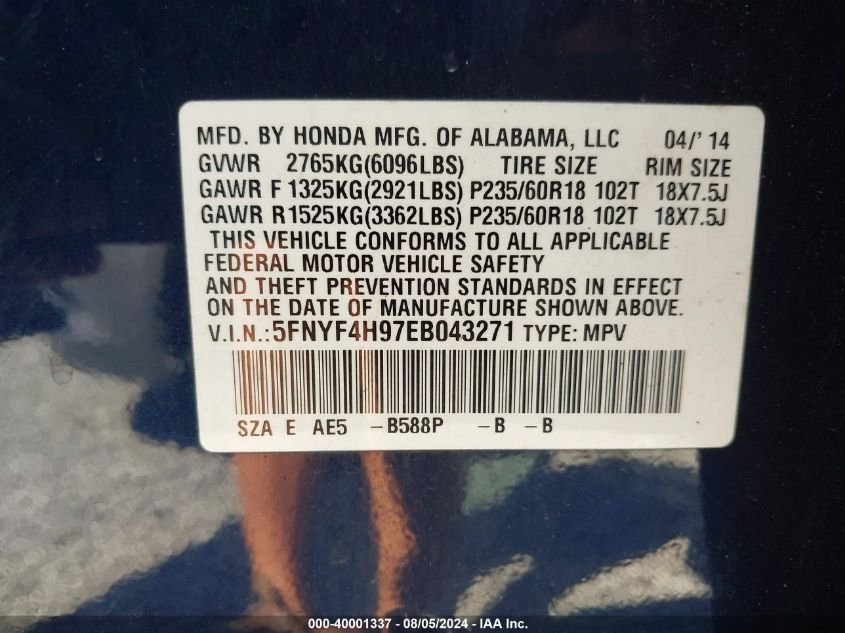 MFD. BY HONDA MFG. OF ALABAMA, LLC 04/' 14
GVWR 2765KG(6096LBS) TIRE SIZE RIM SIZE
GAWR F 1325KG(2921LBS) P235/60R18 102T 18X7.5J
GAWR R1525KG(3362LBS) P235/60R18 102T 18X7.5J
THIS VEHICLE CONFORMS TO ALL APPLICABLE
FEDERAL MOTOR VEHICLE SAFETY
AND THEFT PREVENTION STANDARDS IN EFFECT
ON THE DATE OF MANUFACTURE SHOWN ABOVE.
V.I.N.:5FNYF4H97EB043271 TYPE: MPV
SZA E AE5 -B588P -B -B
000-40001337 - 08/05/2024 - IAA Inc.